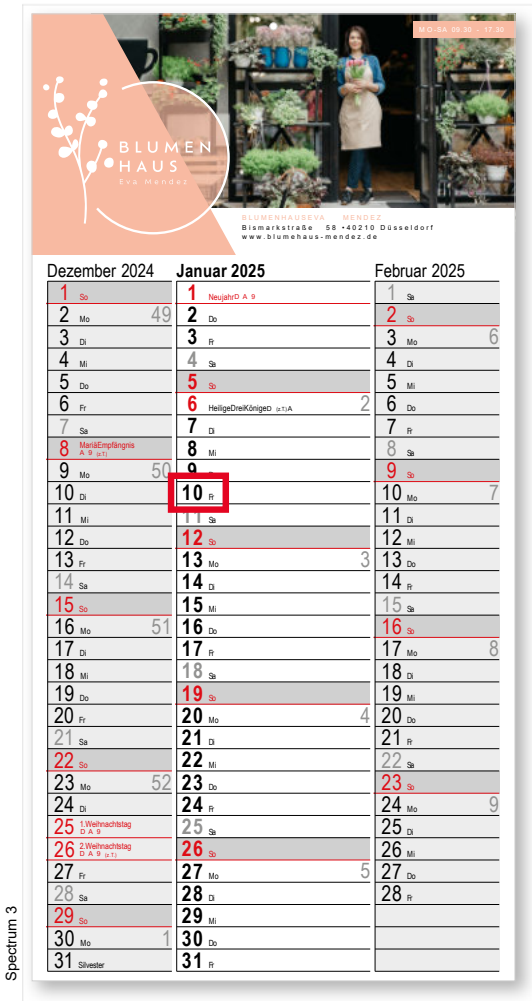 MO-SA 08.30 - 17.30
BLUMEN
HAUS
Eva Mendez
BLUMENHAUSEVA MENDEZ
Bismarkstraße 58 •40210 Düsseldorf
www.blumehaus-mendez.de
Dezember 2024
1 So
2 Mo 49
3 Di
4 Mi
5 Do
6 Fr
7 Sa
8 MariäEmpfängnis
A 9 (z.T.)
9 Mo 50
10 Di
11 Mi
12 Do
13 Fr
14 Sa
15 So
16 Mo 51
17 Di
18 Mi
19 Do
20 Fr
21 Sa
22 So
23 Mo 52
24 Di
25 1.Weihnachtstag
D A 9
26 2.Weihnachtstag
D A 9 (z.T.)
27 Fr
28 Sa
29 So
30 Mo 1
31 Silvester
Januar 2025
1 NeujahrD A 9
2 Do
3 Fr
4 Sa
5 So
6 HeiligeDreiKönigeD (z.T.)A 2
7 Di
8 Mi
9
10 Fr
11 Sa
12 So
13 Mo 3
14 Di
15 Mi
16 Do
17 Fr
18 Sa
19 So
20 Mo 4
21 Di
22 Mi
23 Do
24 Fr
25 Sa
26 So
27 Mo 5
28 Di
29 Mi
30 Do
31 Fr
Februar 2025
1 Sa
2 So
3 Mo 6
4 Di
5 Mi
6 Do
7 Fr
8 Sa
9 So
10 Mo 7
11 Di
12 Mi
13 Do
14 Fr
15 Sa
16 So
17 Mo 8
18 Di
19 Mi
20 Do
21 Fr
22 Sa
23 So
24 Mo 9
25 Di
26 Mi
27 Do
28 Fr
Spectrum 3